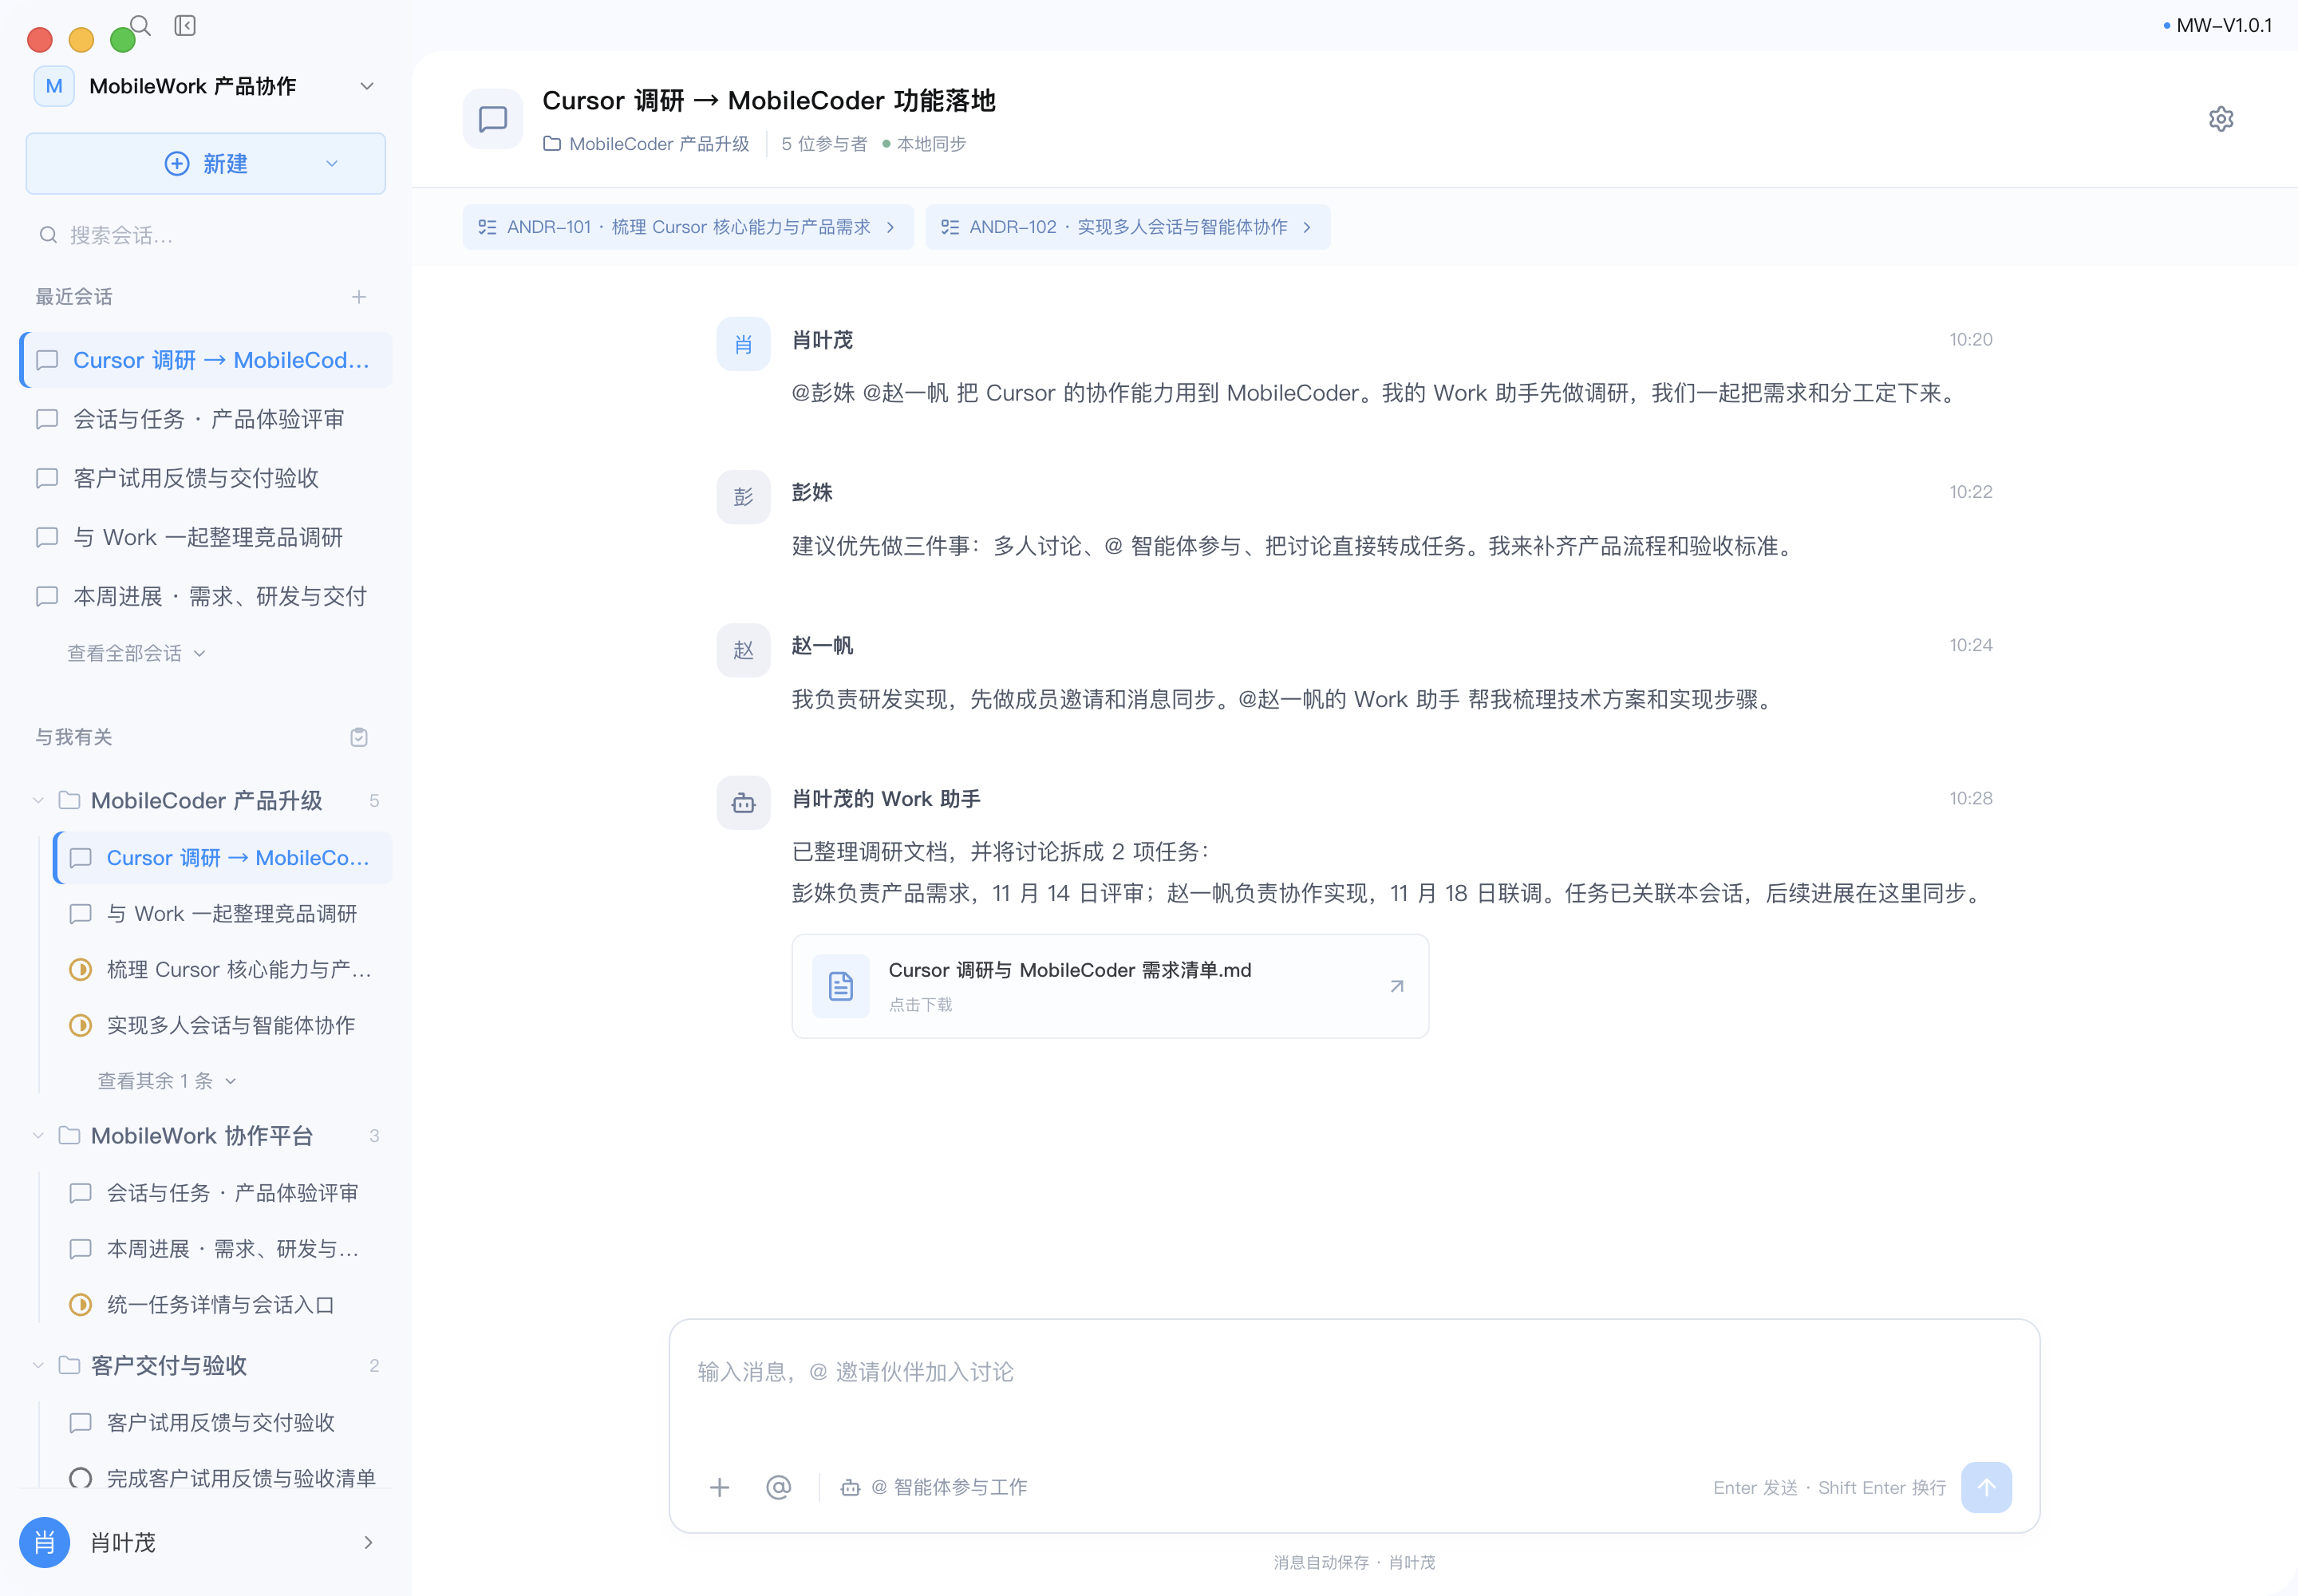 MW-V1.0.1
M MobileWork 产品协作
新建
搜索会话...
最近会话
Cursor 调研 → MobileCod...
会话与任务 · 产品体验评审
客户试用反馈与交付验收
与 Work 一起整理竞品调研
本周进展 · 需求、研发与交付
查看全部会话
与我有关
MobileCoder 产品升级 5
Cursor 调研 → MobileCo...
与 Work 一起整理竞品调研
梳理 Cursor 核心能力与产...
实现多人会话与智能体协作
查看其余 1 条
MobileWork 协作平台 3
会话与任务 · 产品体验评审
本周进展 · 需求、研发与...
统一任务详情与会话入口
客户交付与验收 2
客户试用反馈与交付验收
完成客户试用反馈与验收清单
肖 肖叶茂
Cursor 调研 → MobileCoder 功能落地
MobileCoder 产品升级 5 位参与者 本地同步
ANDR-101 · 梳理 Cursor 核心能力与产品需求 ANDR-102 · 实现多人会话与智能体协作
肖 肖叶茂 10:20
@彭姝 @赵一帆 把 Cursor 的协作能力用到 MobileCoder。我的 Work 助手先做调研，我们一起把需求和分工定下来。
彭 彭姝 10:22
建议优先做三件事：多人讨论、@ 智能体参与、把讨论直接转成任务。我来补齐产品流程和验收标准。
赵 赵一帆 10:24
我负责研发实现，先做成员邀请和消息同步。@赵一帆的 Work 助手 帮我梳理技术方案和实现步骤。
肖叶茂的 Work 助手 10:28
已整理调研文档，并将讨论拆成 2 项任务：
彭姝负责产品需求，11 月 14 日评审；赵一帆负责协作实现，11 月 18 日联调。任务已关联本会话，后续进展在这里同步。
Cursor 调研与 MobileCoder 需求清单.md
点击下载
输入消息，@ 邀请伙伴加入讨论
@ 智能体参与工作 Enter 发送 · Shift Enter 换行
消息自动保存 · 肖叶茂